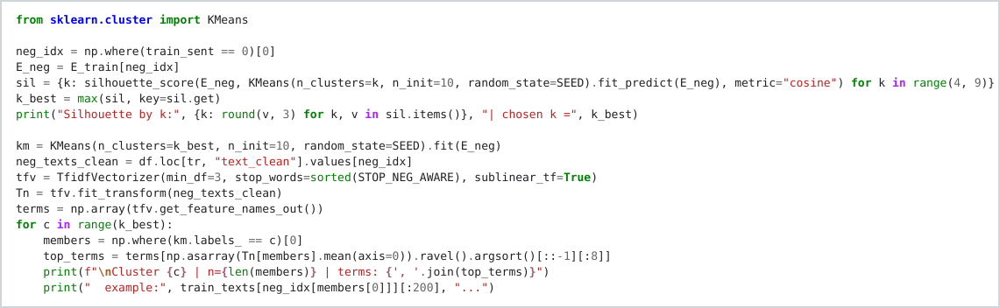 from sklearn.cluster import KMeans

neg_idx = np.where(train_sent == 0)[0]
E_neg = E_train[neg_idx]
sil = {k: silhouette_score(E_neg, KMeans(n_clusters=k, n_init=10, random_state=SEED).fit_predict(E_neg), metric="cosine") for k in range(4, 9)}
k_best = max(sil, key=sil.get)
print("Silhouette by k:", {k: round(v, 3) for k, v in sil.items()}, "| chosen k =", k_best)

km = KMeans(n_clusters=k_best, n_init=10, random_state=SEED).fit(E_neg)
neg_texts_clean = df.loc[tr, "text_clean"].values[neg_idx]
tfv = TfidfVectorizer(min_df=3, stop_words=sorted(STOP_NEG_AWARE), sublinear_tf=True)
Tn = tfv.fit_transform(neg_texts_clean)
terms = np.array(tfv.get_feature_names_out())
for c in range(k_best):
    members = np.where(km.labels_ == c)[0]
    top_terms = terms[np.asarray(Tn[members].mean(axis=0)).ravel().argsort()[::-1][:8]]
    print(f"\nCluster {c} | n={len(members)} | terms: {', '.join(top_terms)}")
    print("  example:", train_texts[neg_idx[members[0]]][:200], "...")